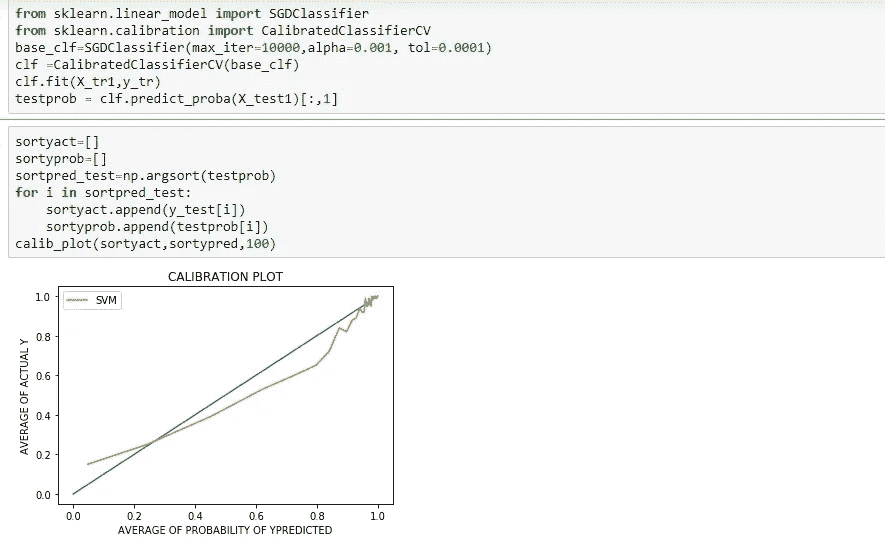 from sklearn.linear_model import SGDClassifier
from sklearn.calibration import CalibratedClassifierCV
base_clf=SGDClassifier(max_iter=10000,alpha=0.001, tol=0.0001)
clf =CalibratedClassifierCV(base_clf)
clf.fit(X_tr1,y_tr)
testprob = clf.predict_proba(X_test1)[:,1]
sortyact=[]
sortyprob=[]
sortpred_test=np.argsort(testprob)
for i in sortpred_test:
    sortyact.append(y_test[i])
    sortyprob.append(testprob[i])
calib_plot(sortyact,sortypred,100)
CALIBRATION PLOT
SVM
1.0
0.8
0.6
0.4
0.2
0.0
AVERAGE OF ACTUAL Y
0.0 0.2 0.4 0.6 0.8 1.0
AVERAGE OF PROBABILITY OF YPREDICTED